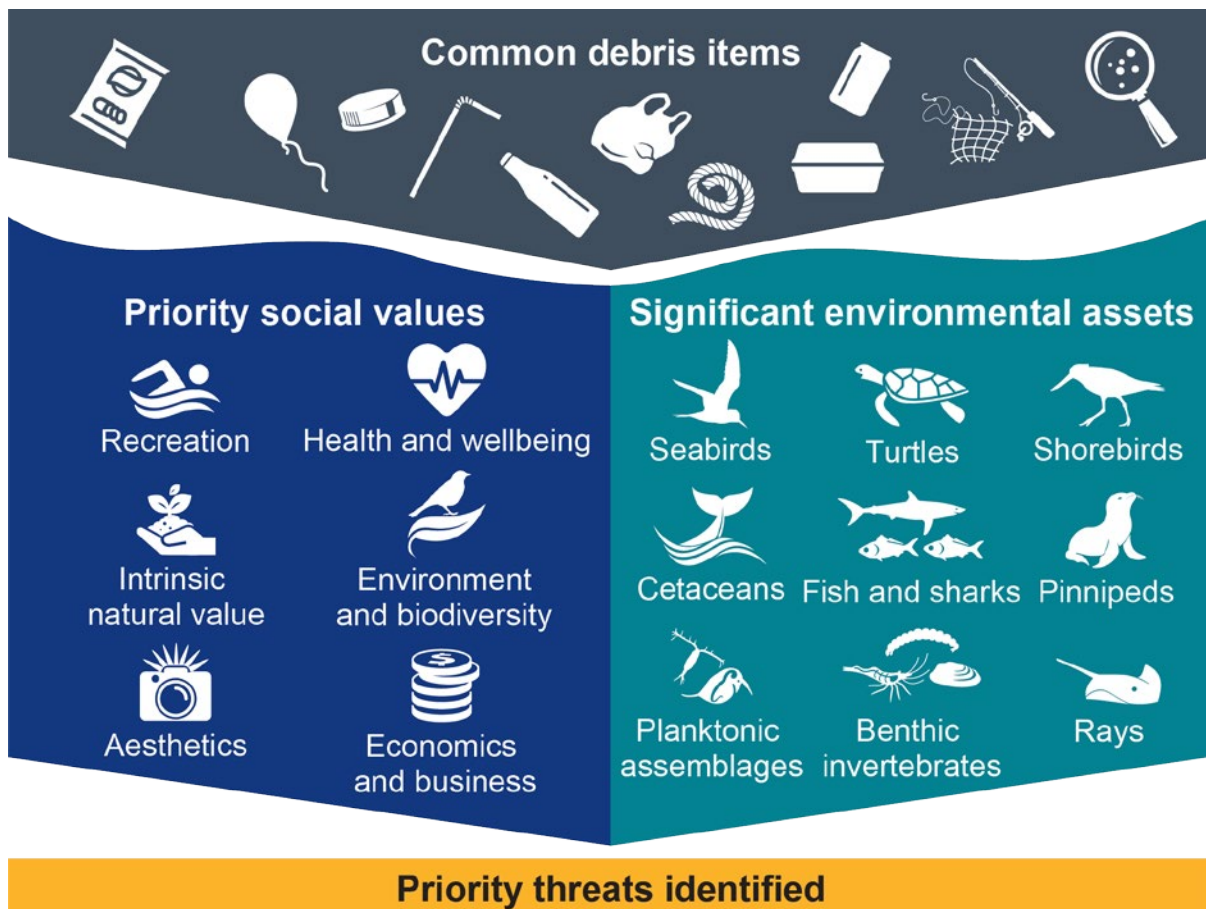 Common debris items
Priority social values
Recreation
Health and wellbeing
Intrinsic
natural value
Environment
and biodiversity
Aesthetics
Economics
and business
Significant environmental assets
Seabirds
Turtles
Shorebirds
Cetaceans
Fish and sharks
Pinnipeds
Planktonic
assemblages
Benthic
invertebrates
Rays
Priority threats identified